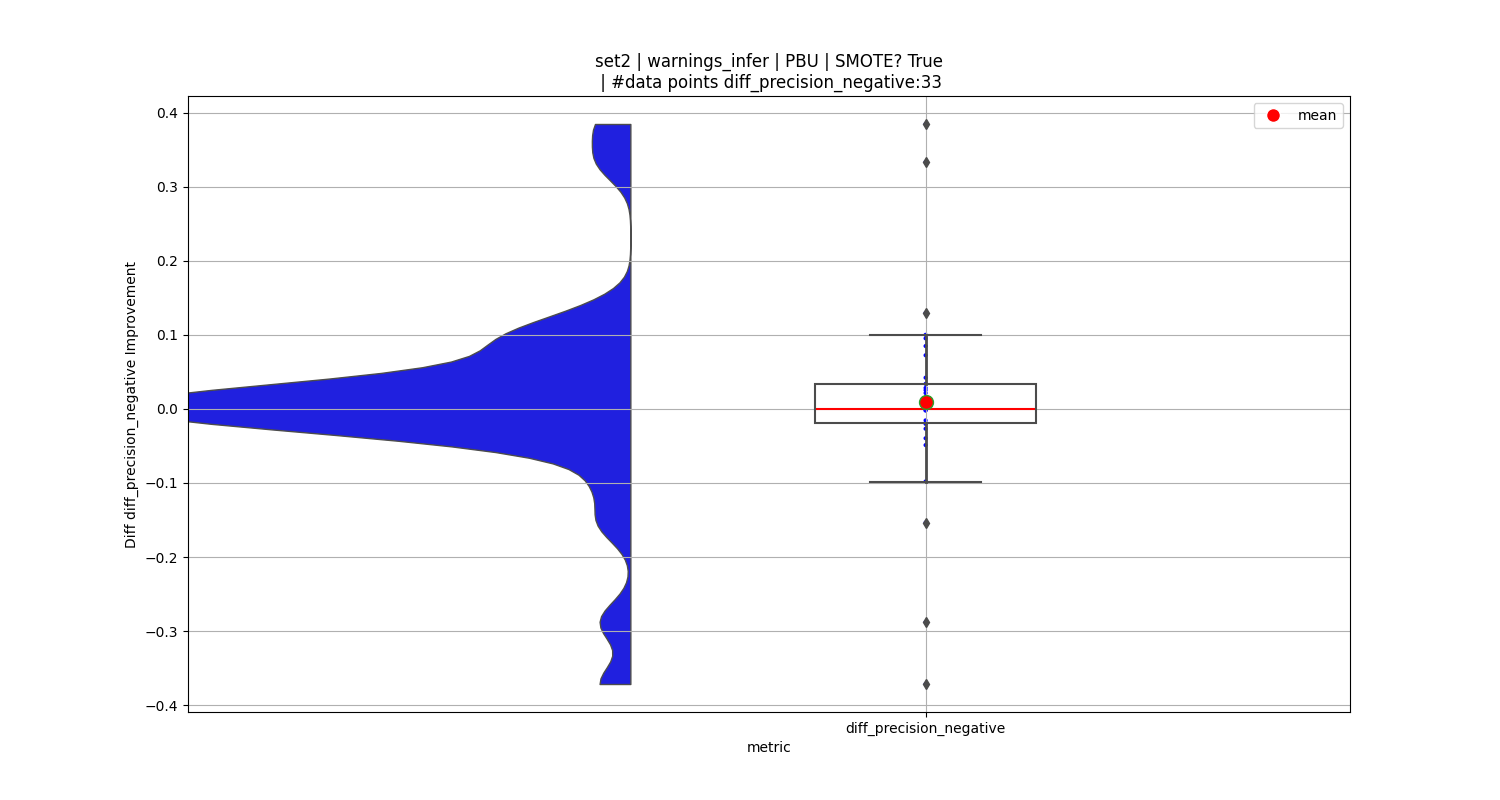 set2 | warnings_infer | PBU | SMOTE? True
| #data points diff_precision_negative:33
mean
0.4
0.3
0.2
0.1
0.0
−0.1
−0.2
−0.3
−0.4
Diff diff_precision_negative Improvement
diff_precision_negative
metric